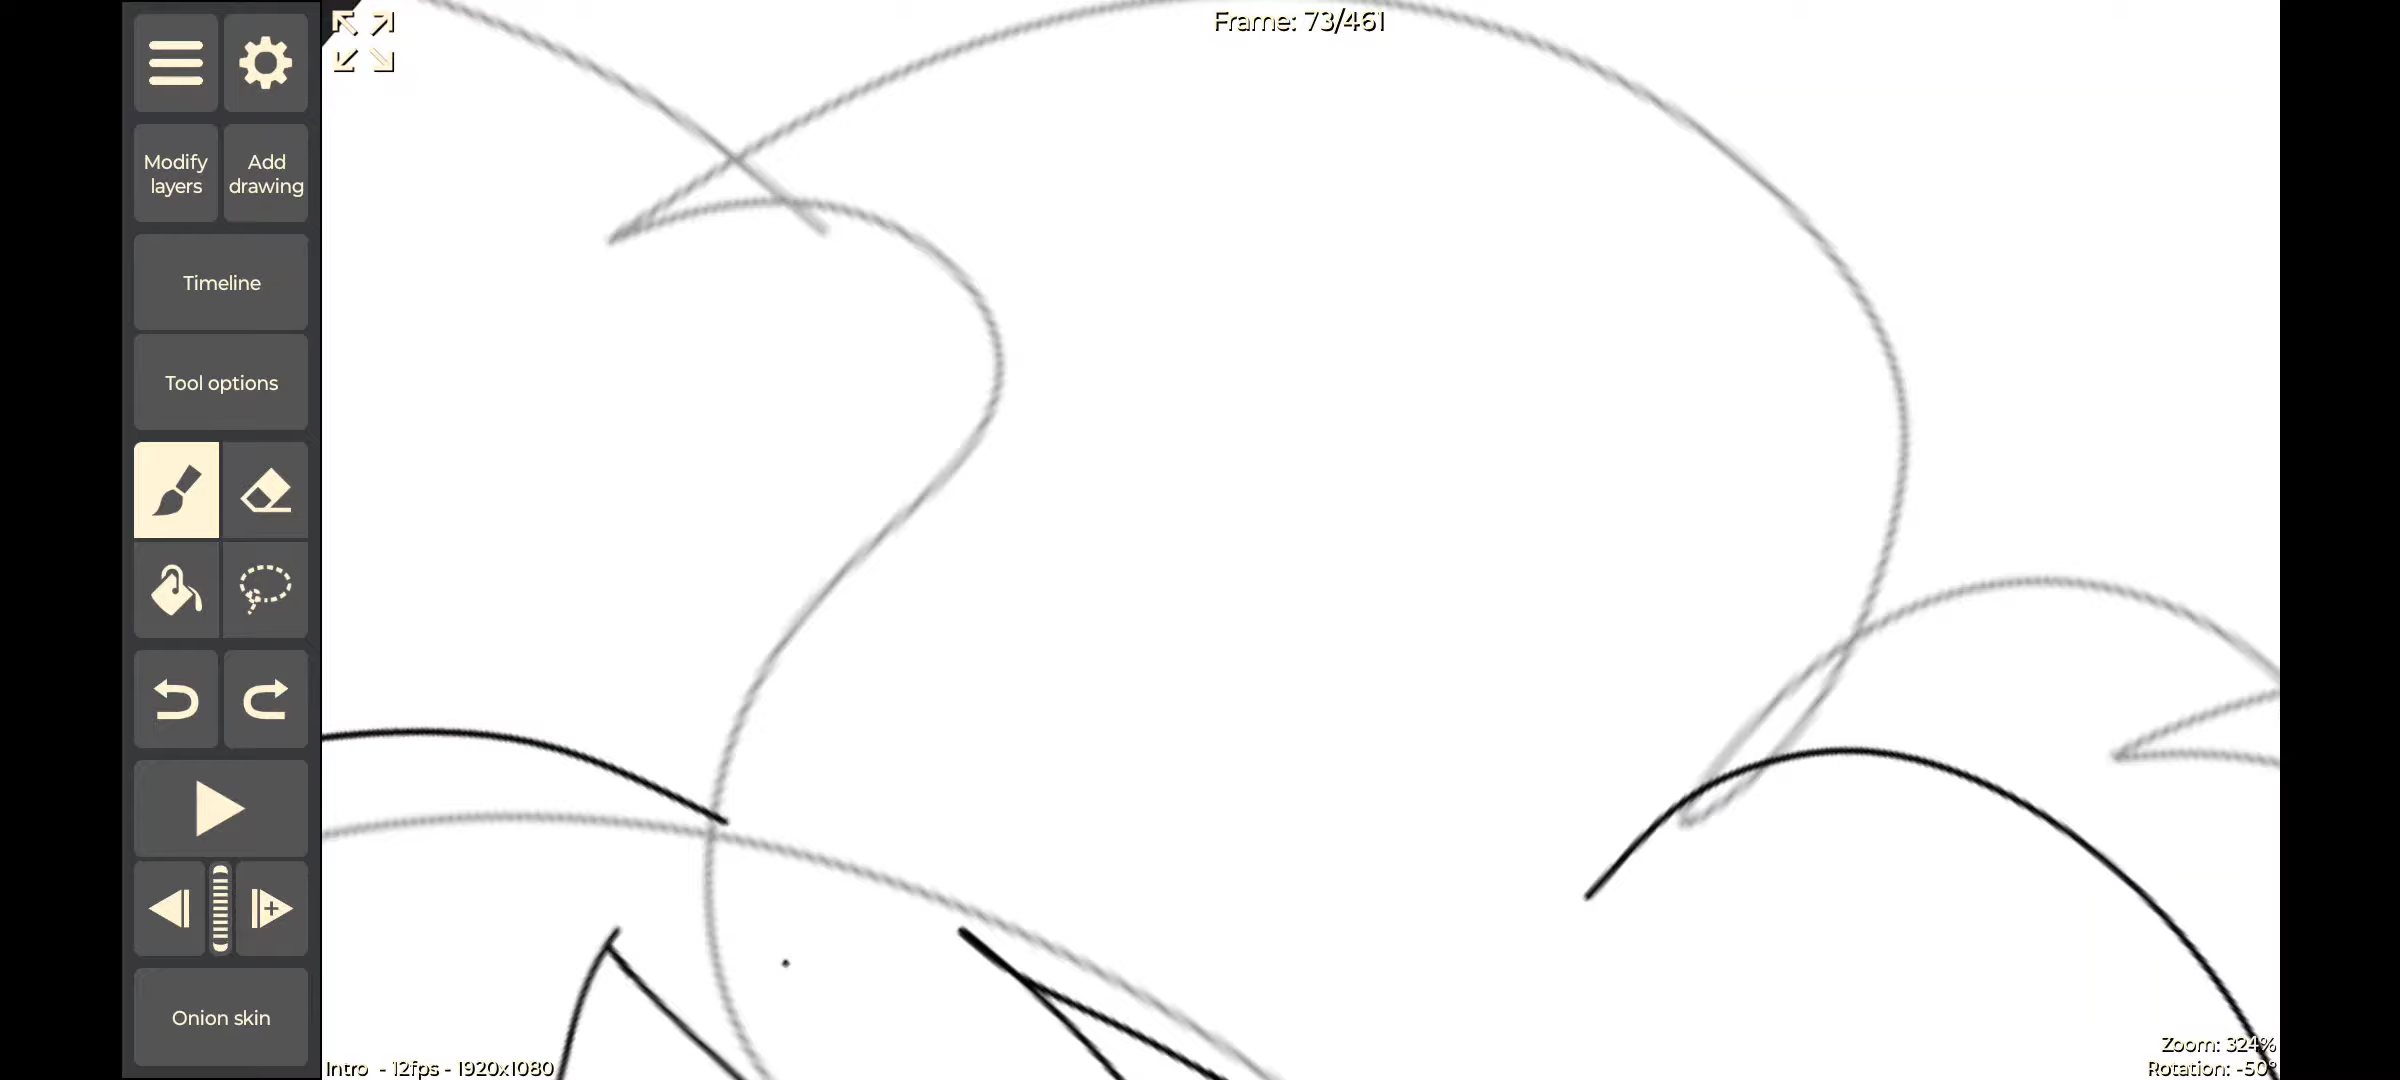 Frame: 73/461
Modify
layers
Add
drawing
Timeline
Tool options
Onion skin
Intro - 12fps - 1920x1080
Zoom: 324%
Rotation: -50°